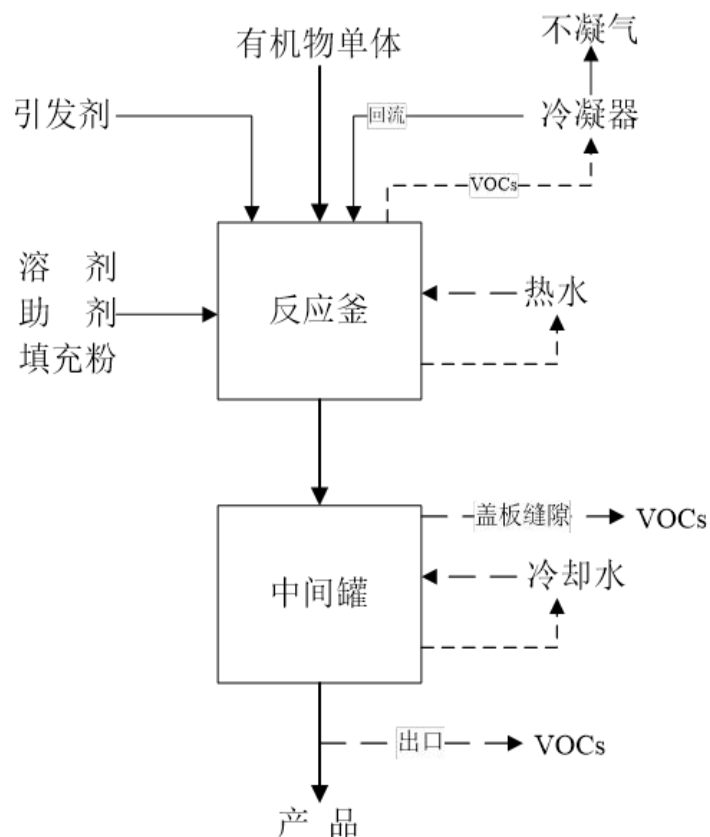 不凝气
有机物单体
引发剂
回流
冷凝器
VOCs
溶 剂
助 剂
填充粉
反应釜
热水
盖板缝隙
VOCs
中间罐
冷却水
出口
VOCs
产 品